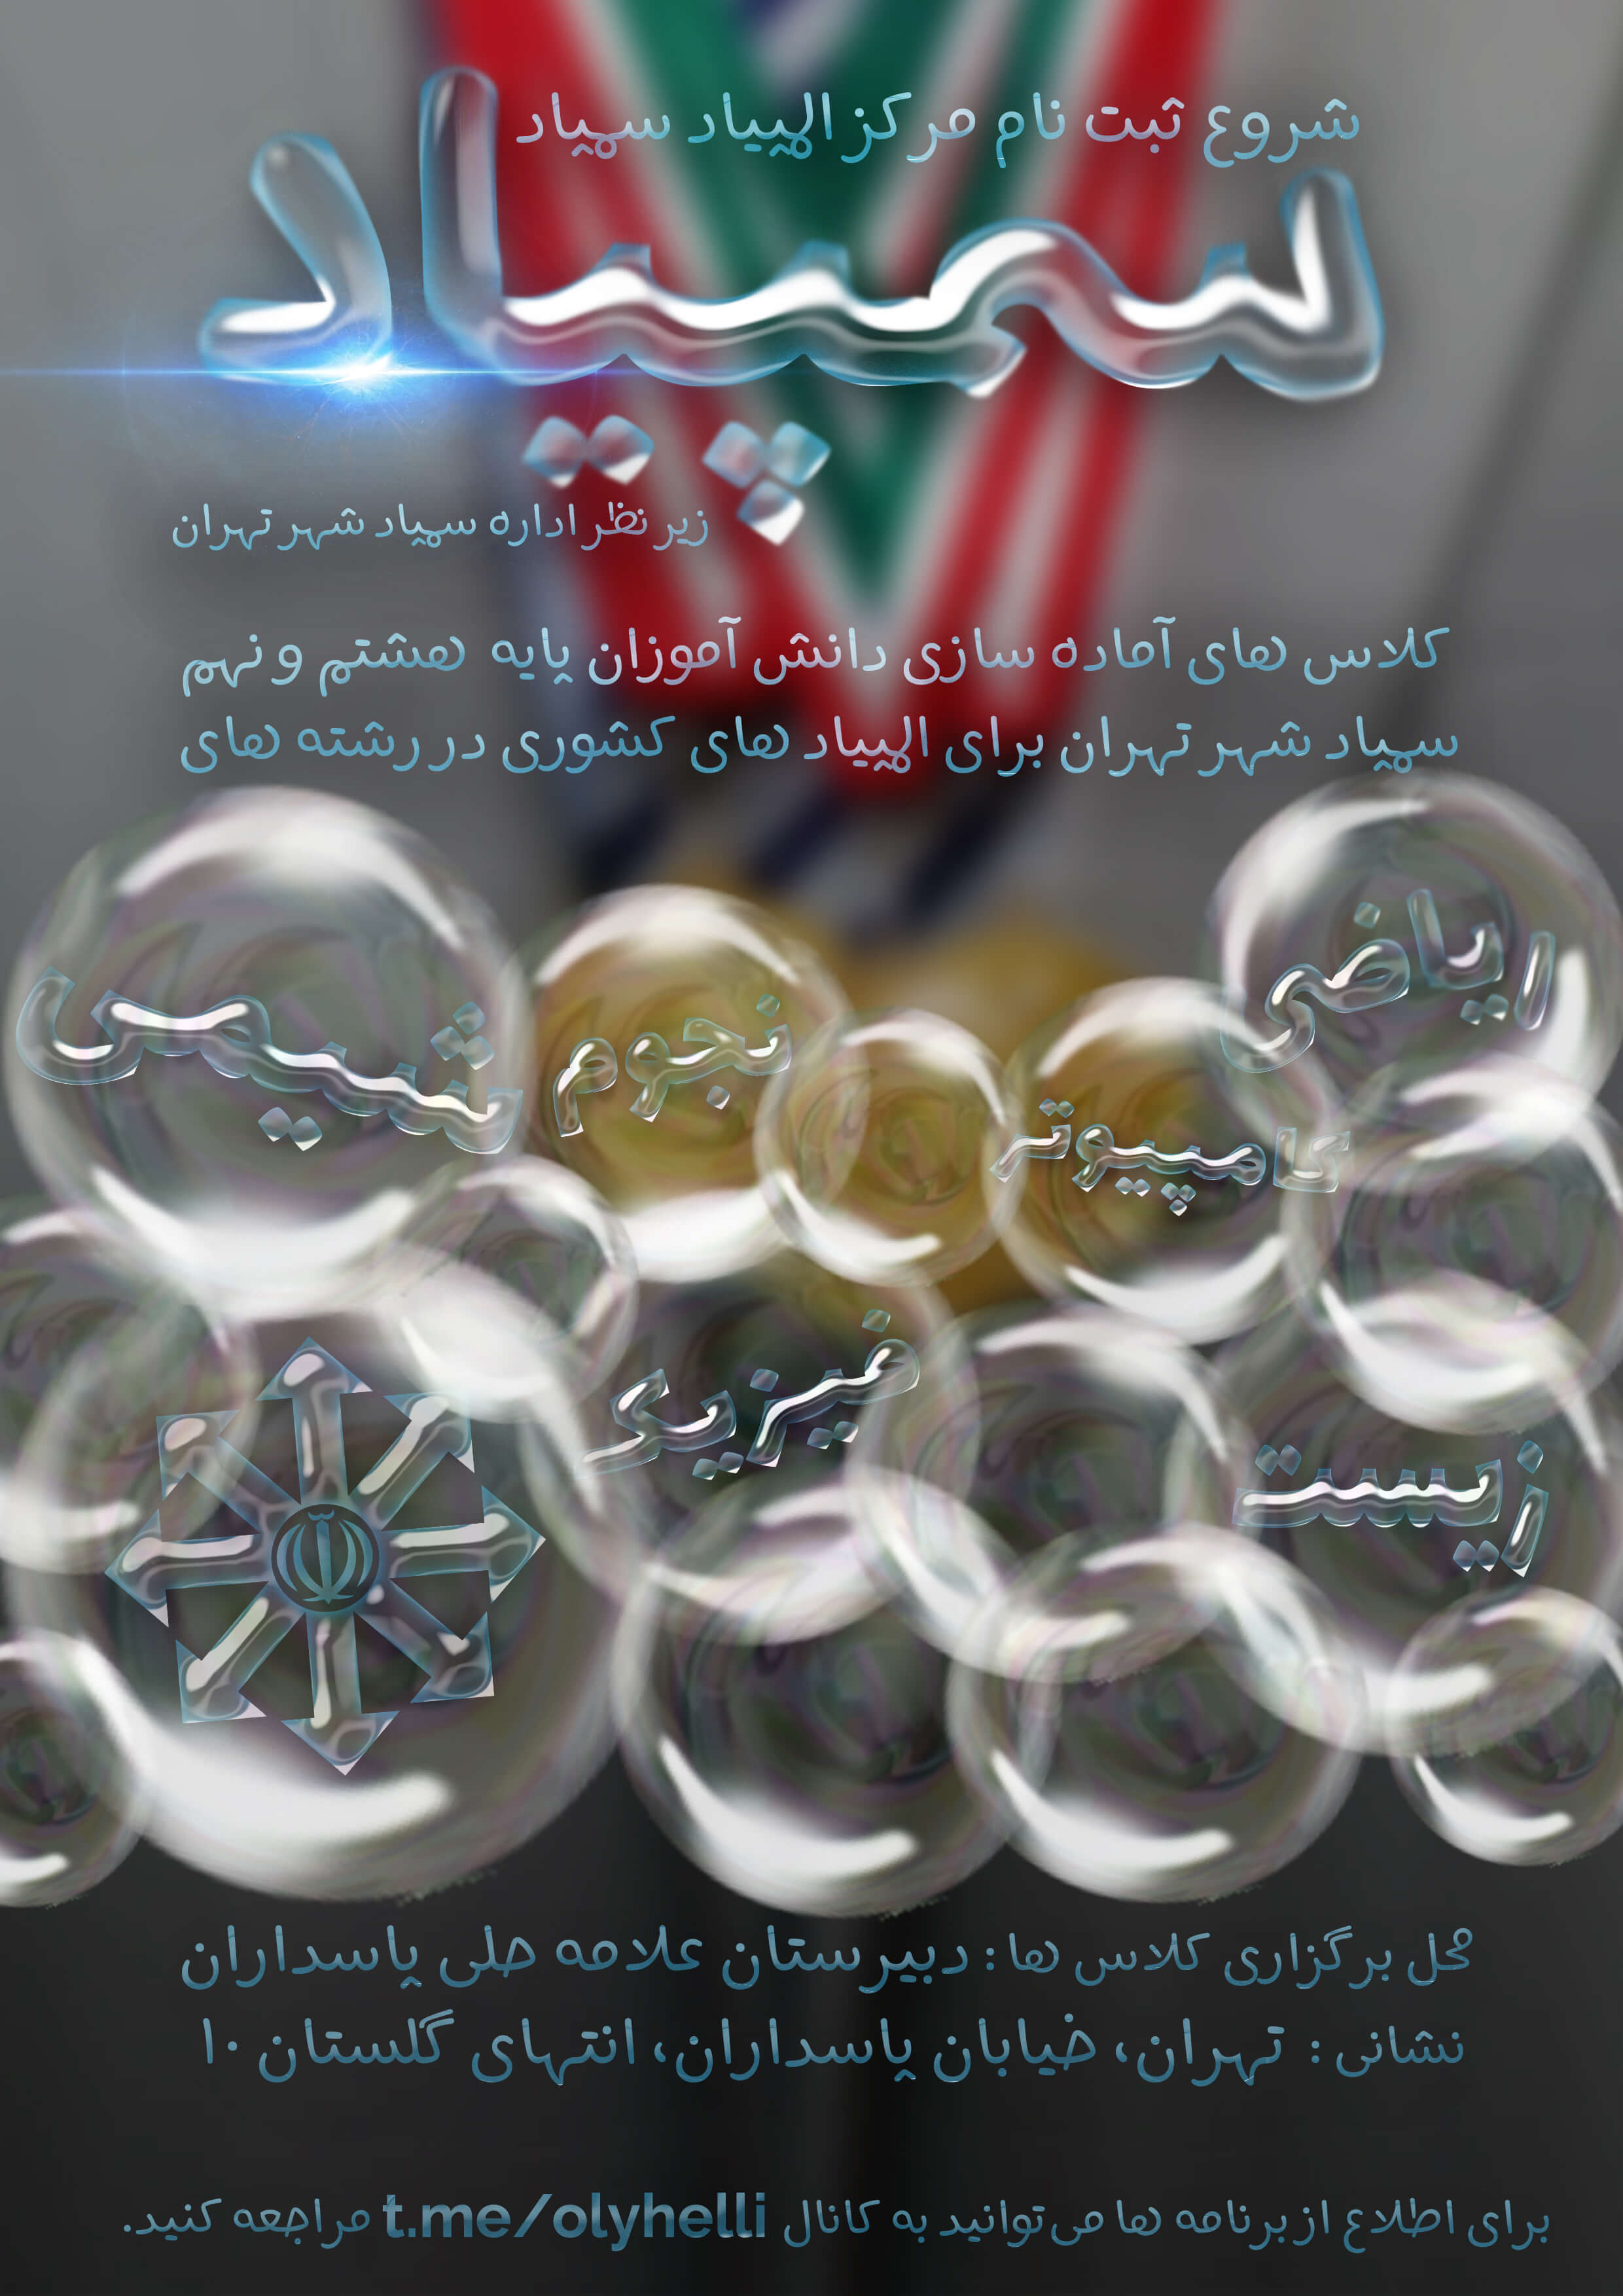 شروع ثبت نام مرکز المپیاد سمپاد
سمپیاد
زیر نظر اداره سمپاد شهر تهران
کلاس های آماده سازی دانش آموزان پایه هشتم و نهم
سمپاد شهر تهران برای المپیاد های کشوری در رشته های
ریاضی
نجوم
شیمی
کامپیوتر
فیزیک
زیست
محل برگزاری کلاس ها: دبیرستان علامه حلی پاسداران
نشانی: تهران، خیابان پاسداران، انتهای گلستان ۱۰
برای اطلاع از برنامه ها می‌توانید به کانال t.me/olyhelli مراجعه کنید.